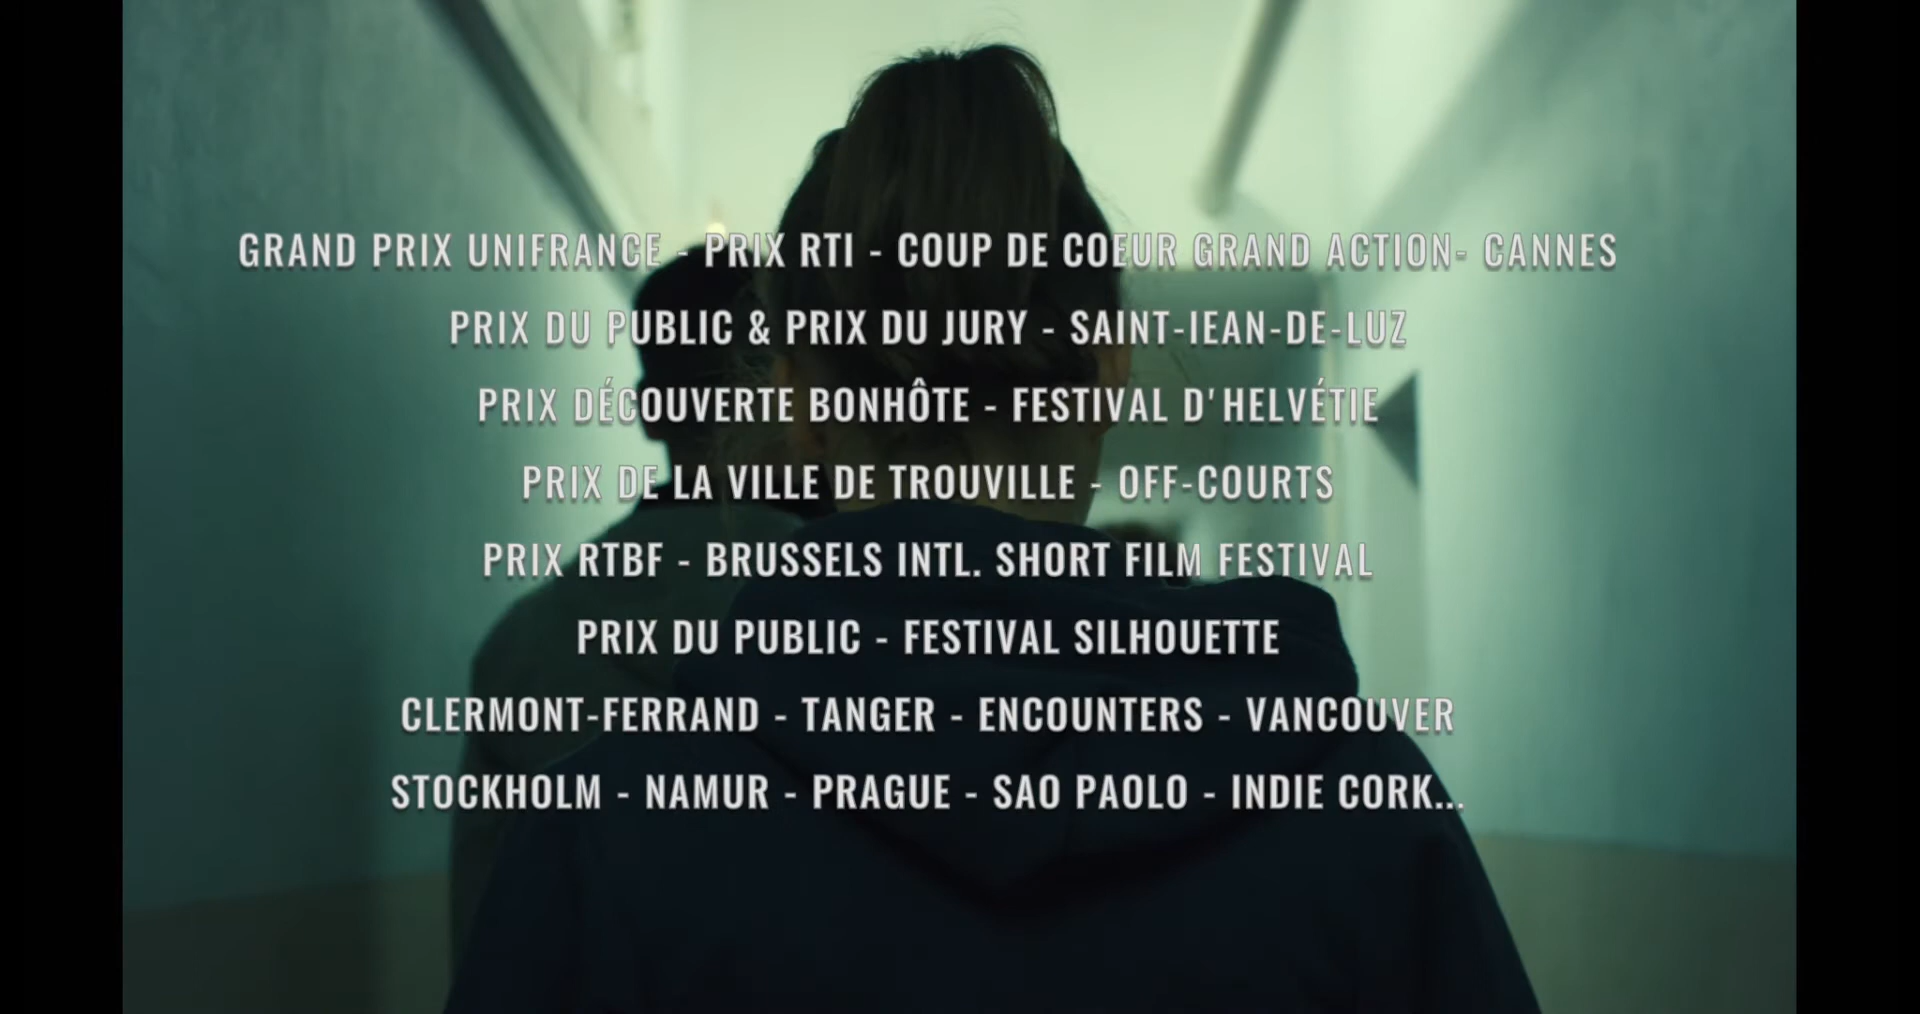 GRAND PRIX UNIFRANCE - PRIX RTI - COUP DE COEUR GRAND ACTION- CANNES
PRIX DU PUBLIC & PRIX DU JURY - SAINT-IEAN-DE-LUZ
PRIX DÉCOUVERTE BONHÔTE - FESTIVAL D'HELVÉTIE
PRIX DE LA VILLE DE TROUVILLE - OFF-COURTS
PRIX RTBF - BRUSSELS INTL. SHORT FILM FESTIVAL
PRIX DU PUBLIC - FESTIVAL SILHOUETTE
CLERMONT-FERRAND - TANGER - ENCOUNTERS - VANCOUVER
STOCKHOLM - NAMUR - PRAGUE - SAO PAOLO - INDIE CORK...